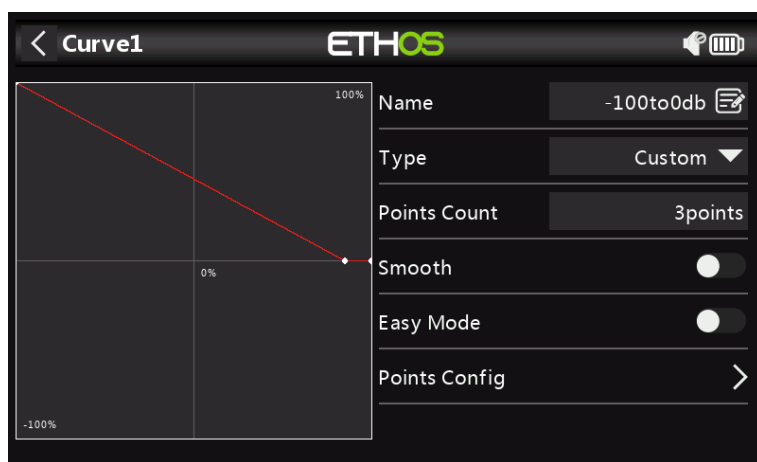 Curve1
ETHOS
100%
0%
-100%
Name
-100to0db
Type
Custom
Points Count
3points
Smooth
Easy Mode
Points Config